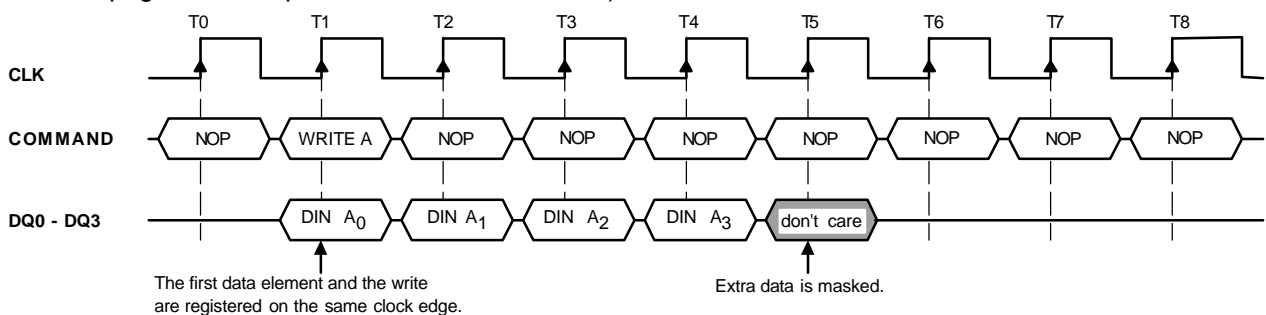 T0 T1 T2 T3 T4 T5 T6 T7 T8
CLK
COMMAND NOP WRITE A NOP NOP NOP NOP NOP NOP NOP
DQ0 - DQ3 DIN A0 DIN A1 DIN A2 DIN A3 don't care
The first data element and the write Extra data is masked.
are registered on the same clock edge.